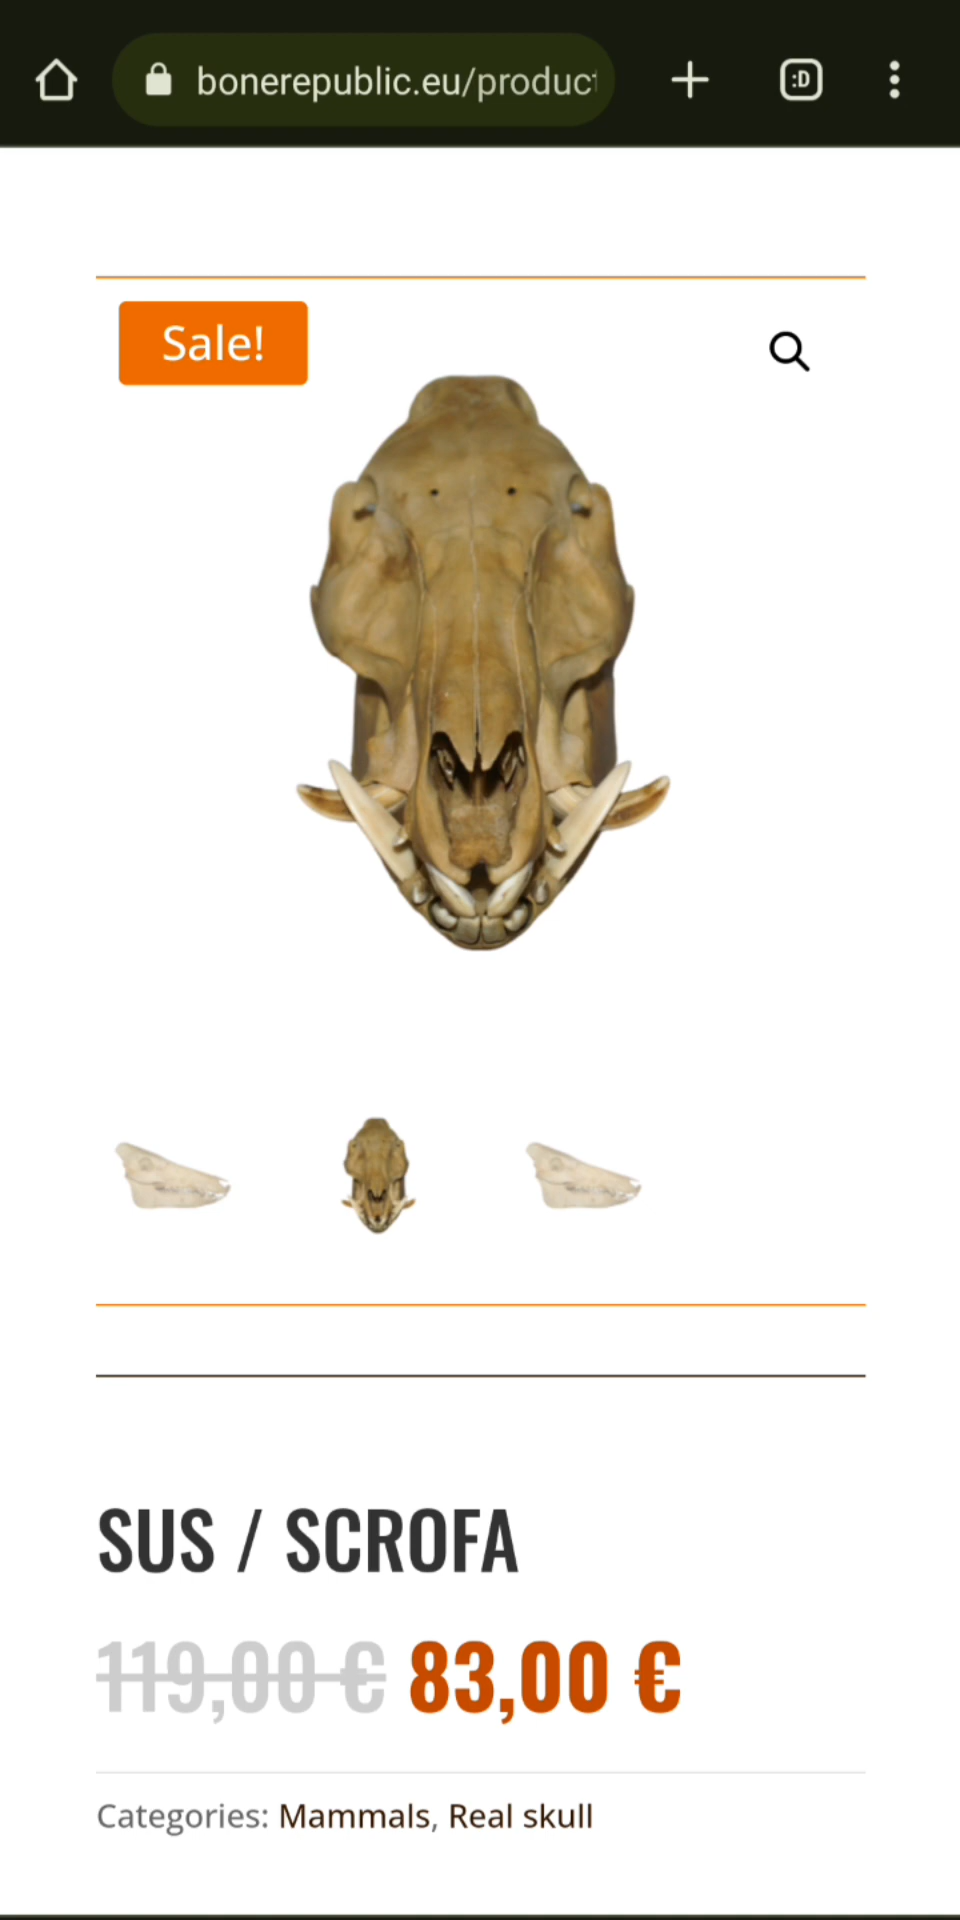 bonerepublic.eu/product
:D
Sale!
SUS / SCROFA
119,00 € 83,00 €
Categories: Mammals, Real skull